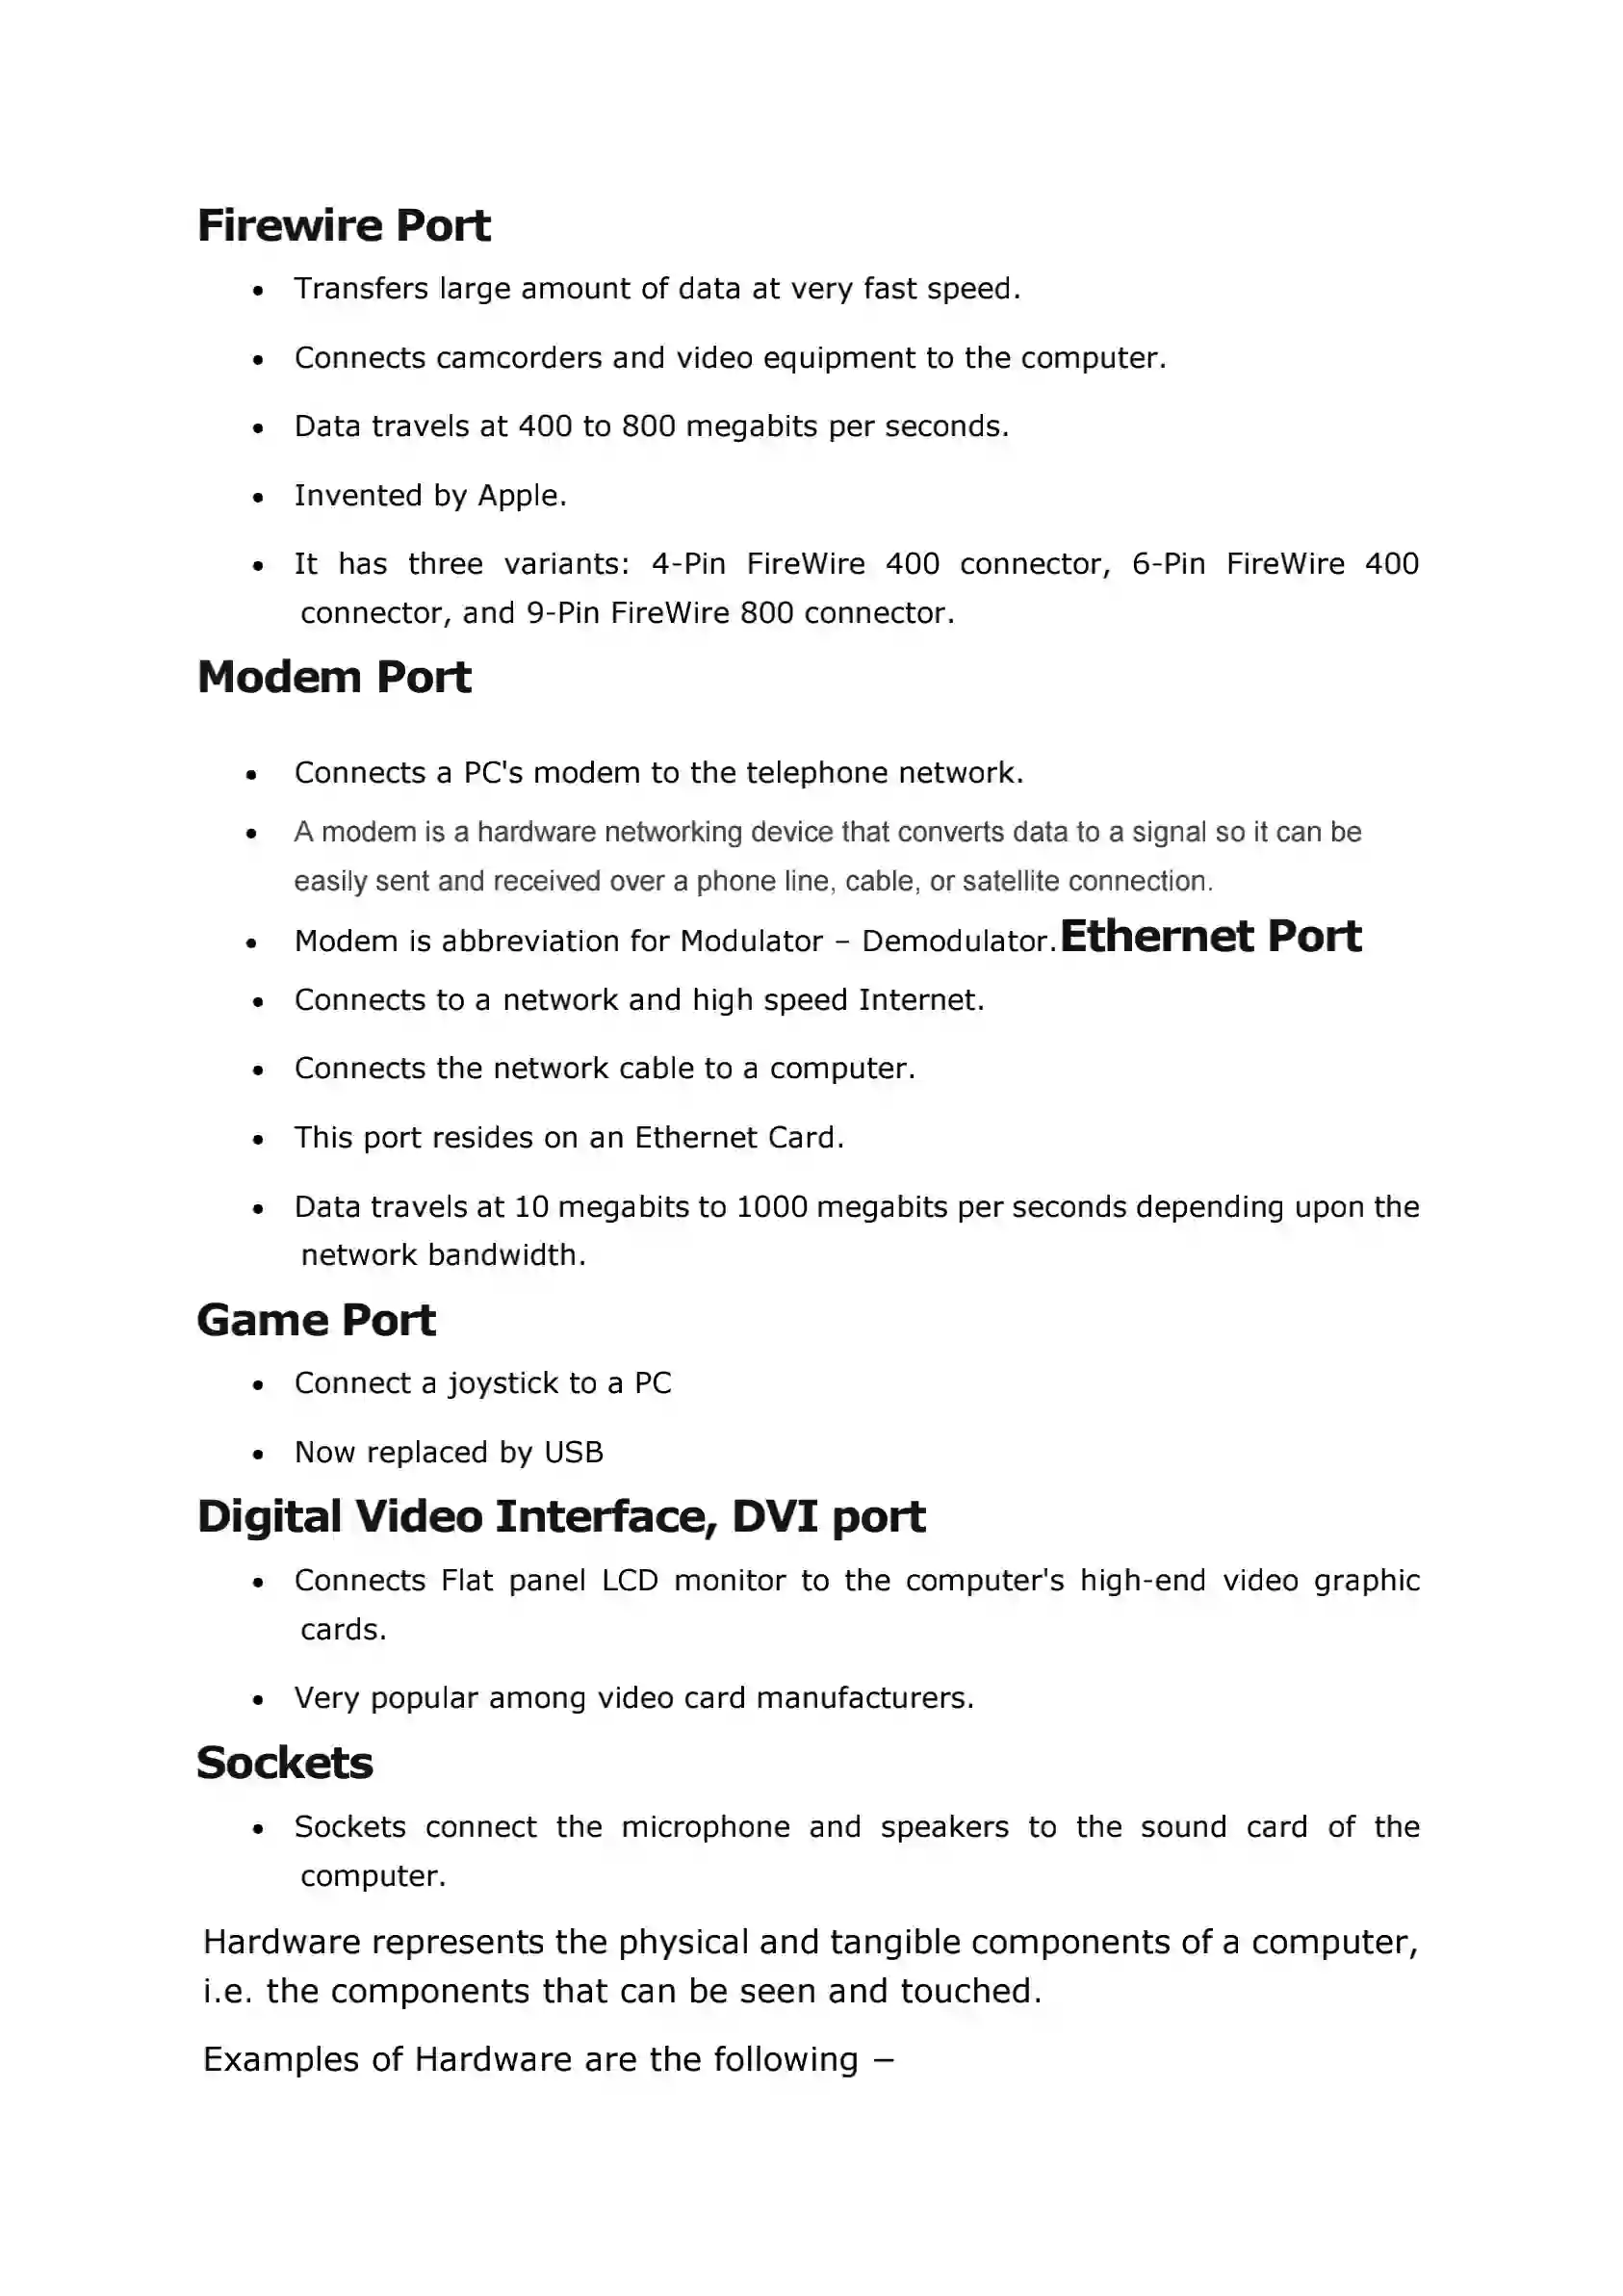 Firewire Port
• Transfers large amount of data at very fast speed.
• Connects camcorders and video equipment to the computer.
• Data travels at 400 to 800 megabits per seconds.
• Invented by Apple.
• It has three variants: 4-Pin FireWire 400 connector, 6-Pin FireWire 400
connector, and 9-Pin FireWire 800 connector.
Modem Port
• Connects a PC's modem to the telephone network.
• A modem is a hardware networking device that converts data to a signal so it can be
easily sent and received over a phone line, cable, or satellite connection.
• Modem is abbreviation for Modulator – Demodulator.Ethernet Port
• Connects to a network and high speed Internet.
• Connects the network cable to a computer.
• This port resides on an Ethernet Card.
• Data travels at 10 megabits to 1000 megabits per seconds depending upon the
network bandwidth.
Game Port
• Connect a joystick to a PC
• Now replaced by USB
Digital Video Interface, DVI port
• Connects Flat panel LCD monitor to the computer's high-end video graphic
cards.
• Very popular among video card manufacturers.
Sockets
• Sockets connect the microphone and speakers to the sound card of the
computer.
Hardware represents the physical and tangible components of a computer,
i.e. the components that can be seen and touched.
Examples of Hardware are the following −